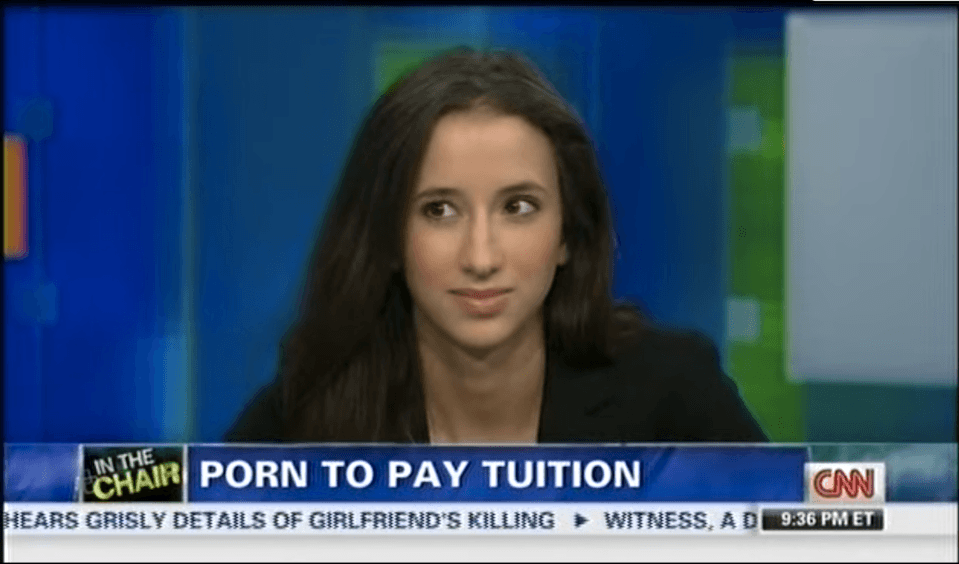 IN THE
CHAIR
PORN TO PAY TUITION
CNN
HEARS GRISLY DETAILS OF GIRLFRIEND'S KILLING ▶ WITNESS, A D
9:36 PM ET